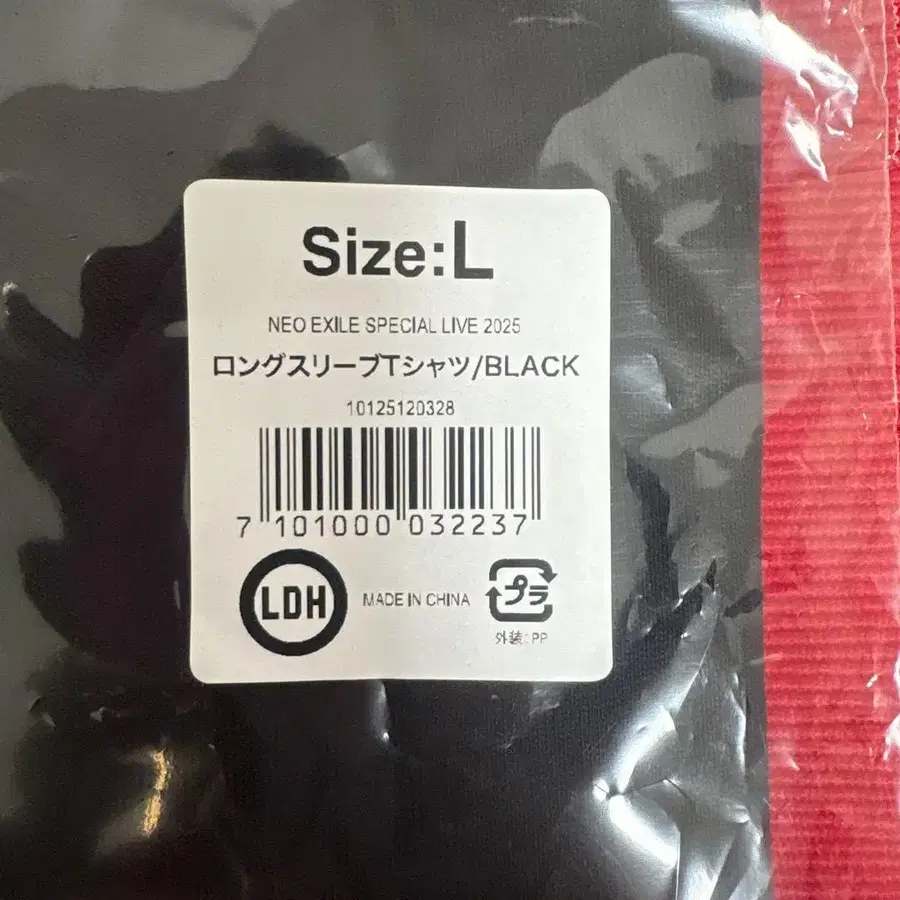 Size:L
NEO EXILE SPECIAL LIVE 2025
ロングスリーブTシャツ/BLACK
10125120328
7 101000 032237
LDH
MADE IN CHINA
プラ
外装:PP